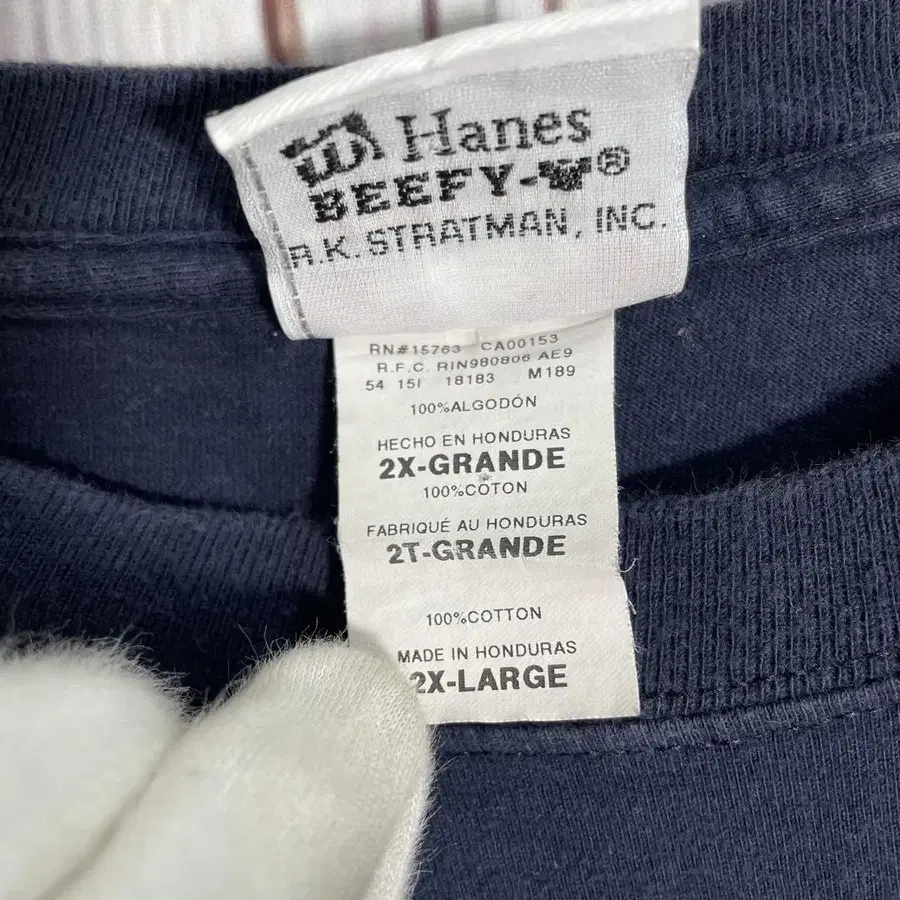 Hanes
BEEFY-T®
R.K. STRATMAN, INC.
RN#15763 CA00153
R.F.C. RIN980806 AE9
54 15I 18183 M189
100%ALGODÓN
HECHO EN HONDURAS
2X-GRANDE
100%COTON
FABRIQUÉ AU HONDURAS
2T-GRANDE
100%COTTON
MADE IN HONDURAS
2X-LARGE